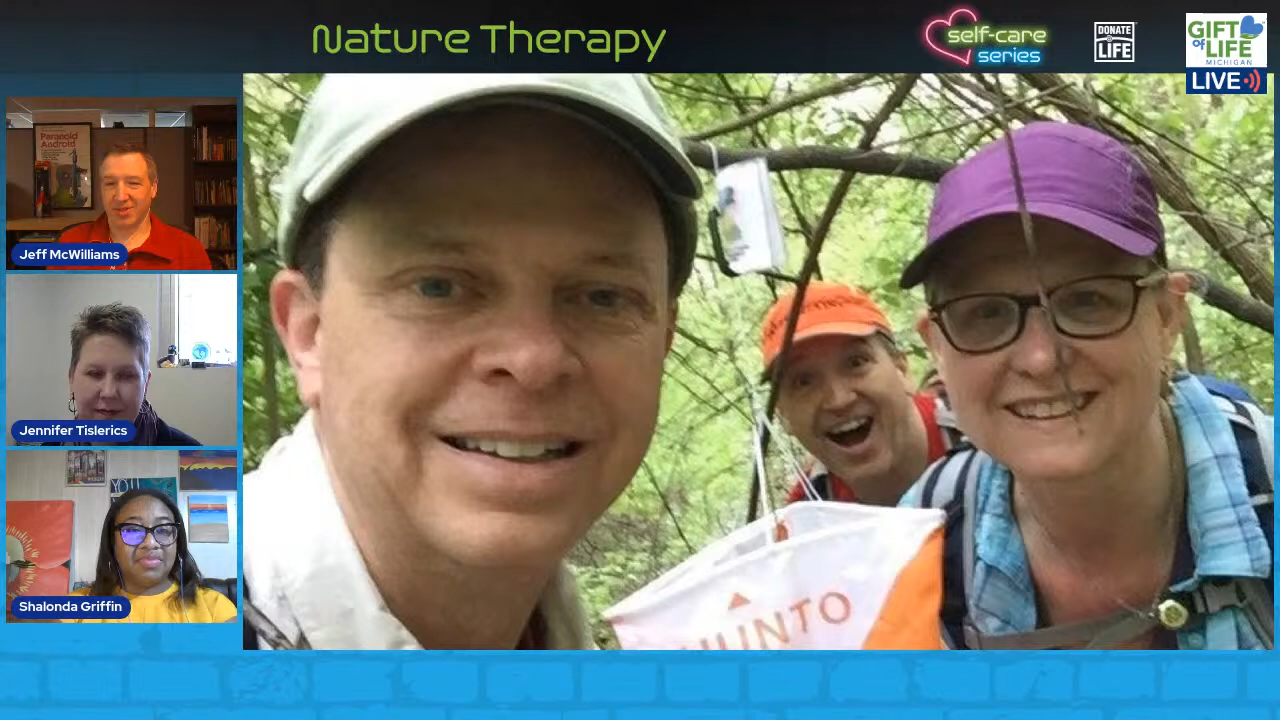 Nature Therapy
self-care
series
DONATE
LIFE
GIFT
of LIFE
MICHIGAN
LIVE
Paranoid
Android
Jeff McWilliams
Jennifer Tislerics
YOU
Shalonda Griffin
SUUNTO